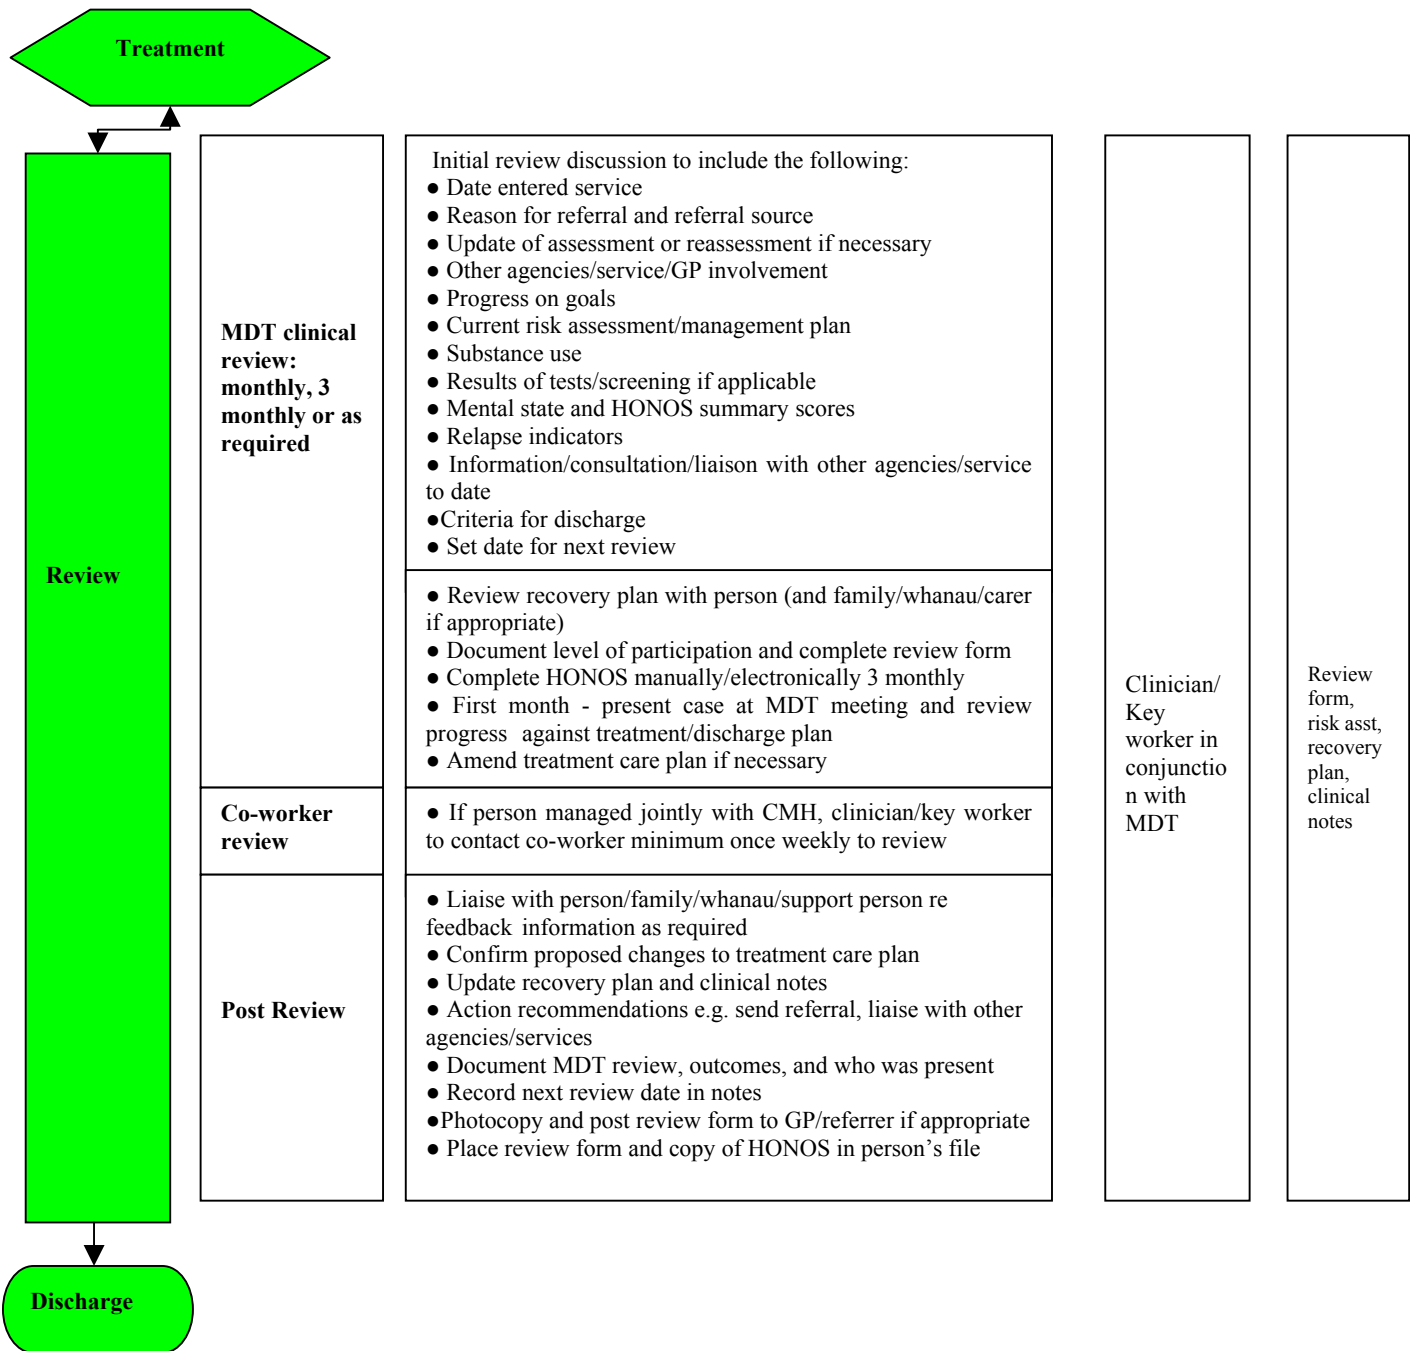 Treatment
Review
MDT clinical
review:
monthly, 3
monthly or as
required
Initial review discussion to include the following:
● Date entered service
● Reason for referral and referral source
● Update of assessment or reassessment if necessary
● Other agencies/service/GP involvement
● Progress on goals
● Current risk assessment/management plan
● Substance use
● Results of tests/screening if applicable
● Mental state and HONOS summary scores
● Relapse indicators
● Information/consultation/liaison with other agencies/service
to date
●Criteria for discharge
● Set date for next review
● Review recovery plan with person (and family/whanau/carer
if appropriate)
● Document level of participation and complete review form
● Complete HONOS manually/electronically 3 monthly
● First month - present case at MDT meeting and review
progress against treatment/discharge plan
● Amend treatment care plan if necessary
Co-worker
review
● If person managed jointly with CMH, clinician/key worker
to contact co-worker minimum once weekly to review
Post Review
● Liaise with person/family/whanau/support person re
feedback information as required
● Confirm proposed changes to treatment care plan
● Update recovery plan and clinical notes
● Action recommendations e.g. send referral, liaise with other
agencies/services
● Document MDT review, outcomes, and who was present
● Record next review date in notes
●Photocopy and post review form to GP/referrer if appropriate
● Place review form and copy of HONOS in person’s file
Clinician/
Key
worker in
conjunctio
n with
MDT
Review
form,
risk asst,
recovery
plan,
clinical
notes
Discharge